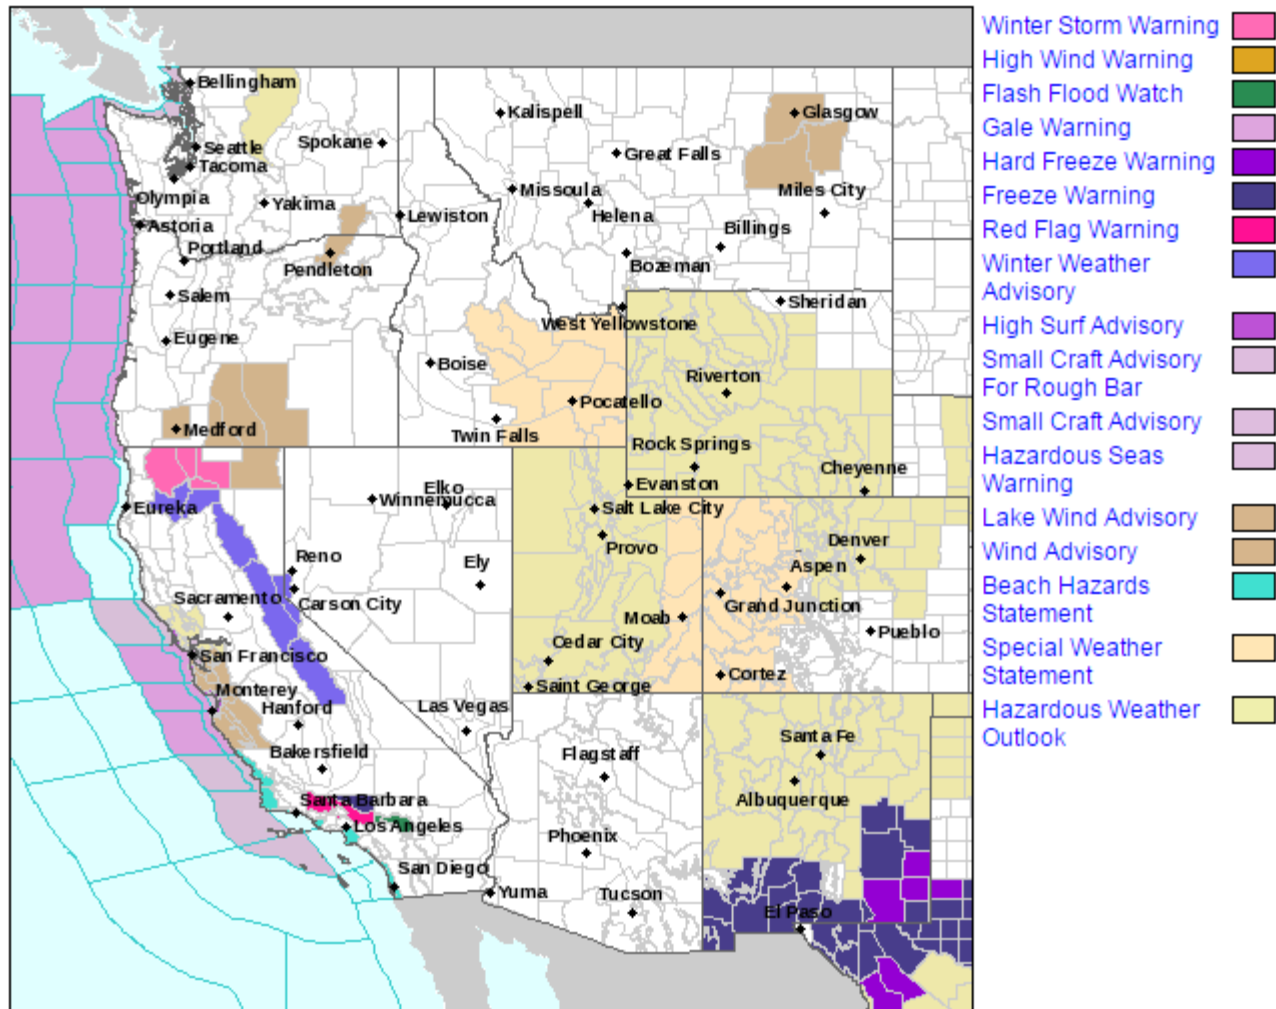 Bellingham
Kalispell
Glasgow
Seattle
Spokane
Great Falls
Tacoma
Missoula
Miles City
Olympia
Yakima
Lewiston
Helena
Astoria
Billings
Portland
Pendleton
Bozeman
Salem
Sheridan
West Yellowstone
Eugene
Boise
Riverton
Pocatello
Medford
Twin Falls
Rock Springs
Cheyenne
Elko
Evanston
Winnemucca
Eureka
Salt Lake City
Denver
Provo
Reno
Ely
Aspen
Sacramento
Carson City
Grand Junction
Moab
Pueblo
Cedar City
San Francisco
Cortez
Monterey
Saint George
Hanford
Las Vegas
Santa Fe
Bakersfield
Flagstaff
Albuquerque
Santa Barbara
Los Angeles
Phoenix
San Diego
Yuma
Tucson
El Paso
Winter Storm Warning
High Wind Warning
Flash Flood Watch
Gale Warning
Hard Freeze Warning
Freeze Warning
Red Flag Warning
Winter Weather
Advisory
High Surf Advisory
Small Craft Advisory
For Rough Bar
Small Craft Advisory
Hazardous Seas
Warning
Lake Wind Advisory
Wind Advisory
Beach Hazards
Statement
Special Weather
Statement
Hazardous Weather
Outlook